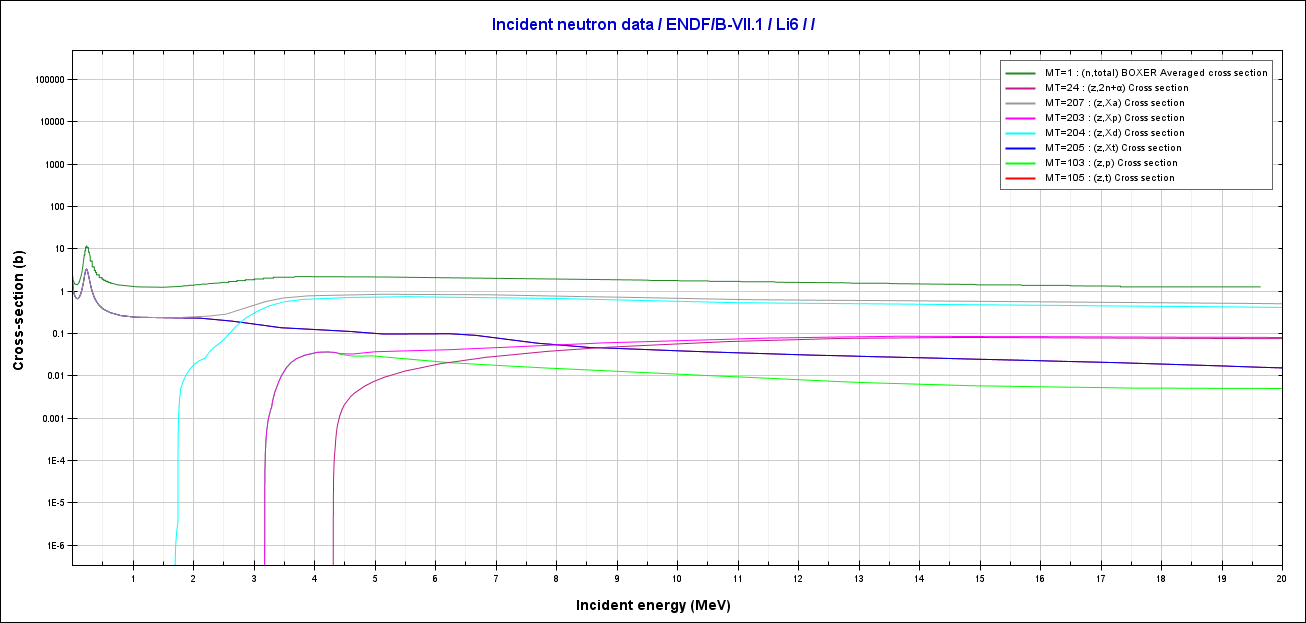 Incident neutron data / ENDF/B-VII.1 / Li6 / /
MT=1 : (n,total) BOXER Averaged cross section
MT=24 : (z,2n+α) Cross section
MT=207 : (z,Xa) Cross section
MT=203 : (z,Xp) Cross section
MT=204 : (z,Xd) Cross section
MT=205 : (z,Xt) Cross section
MT=103 : (z,p) Cross section
MT=105 : (z,t) Cross section
Cross-section (b)
100000
10000
1000
100
10
1
0.1
0.01
0.001
1E-4
1E-5
1E-6
1 2 3 4 5 6 7 8 9 10 11 12 13 14 15 16 17 18 19 20
Incident energy (MeV)